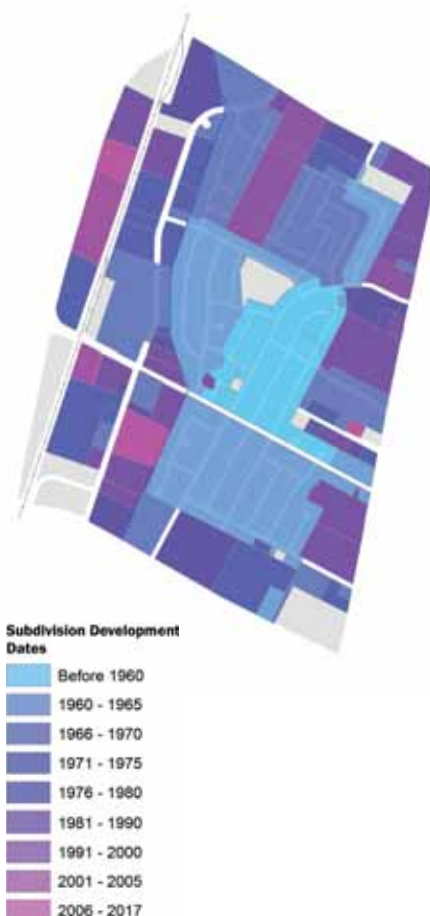 Subdivision Development
Dates
Before 1960
1960 - 1965
1966 - 1970
1971 - 1975
1976 - 1980
1981 - 1990
1991 - 2000
2001 - 2005
2006 - 2017